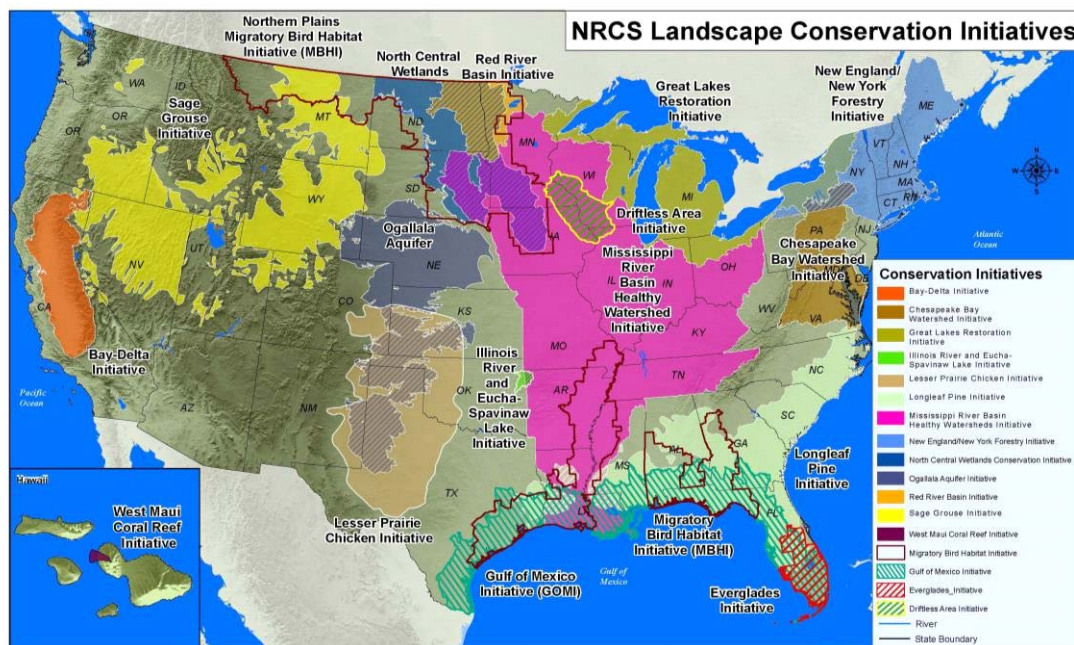 NRCS Landscape Conservation Initiatives
Northern Plains
Migratory Bird Habitat
Initiative (MBHI)
North Central
Wetlands
Red River
Basin Initiative
Great Lakes
Restoration
Initiative
New England/
New York
Forestry
Initiative
Sage
Grouse
Initiative
WA
ID
OR
OR
MT
ND
MN
SD
WI
WY
MI
NY
VT
ME
NH
MA
CT
RI
PA
NJ
NV
UT
CA
CO
NE
KS
IA
IL
IN
OH
WV
VA
MD
DE
KY
MO
TN
NC
SC
AZ
NM
OK
AR
TX
MS
AL
GA
LA
FL
Ogallala
Aquifer
Driftless Area
Initiative
Mississippi
River
Basin
Healthy
Watershed
Initiative
Chesapeake
Bay Watershed
Initiative
Atlantic
Ocean
Pacific
Ocean
Bay-Delta
Initiative
Illinois
River
and
Eucha-
Spavinaw
Lake
Initiative
Longleaf
Pine
Initiative
Lesser Prairie
Chicken Initiative
Migratory
Bird Habitat
Initiative (MBHI)
Gulf of
Mexico
Gulf of Mexico
Initiative (GOMI)
Everglades
Initiative
Hawaii
West Maui
Coral Reef
Initiative
Conservation Initiatives
Bay-Delta Initiative
Chesapeake Bay
Watershed Initiative
Great Lakes Restoration
Initiative
Illinois River and Eucha-
Spavinaw Lake Initiative
Lesser Prairie Chicken Initiative
Longleaf Pine Initiative
Mississippi River Basin
Healthy Watersheds Initiative
New England/New York Forestry Initiative
North Central Wetlands Conservation Initiative
Ogallala Aquifer Initiative
Red River Basin Initiative
Sage Grouse Initiative
West Maui Coral Reef Initiative
Migratory Bird Habitat Initiative
Gulf of Mexico Initiative
Everglades_Initiative
Driftless Area Initiative
River
State Boundary